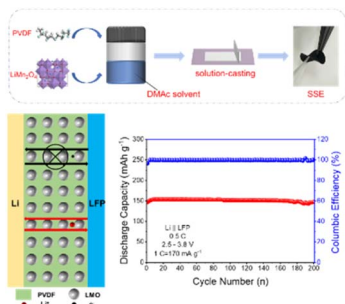 PVDF
LiMn₂O₄
DMAc solvent
solution-casting
SSE
Li
LFP
PVDF
LMO
Discharge Capacity (mAh g⁻¹)
300
250
200
150
100
50
0
Li || LFP
0.5 C
2.5 - 3.8 V
1 C=170 mA g⁻¹
0 20 40 60 80 100 120 140 160 180 200
Cycle Number (n)
120
100
80
60
40
20
0
Columbic Efficiency (%)